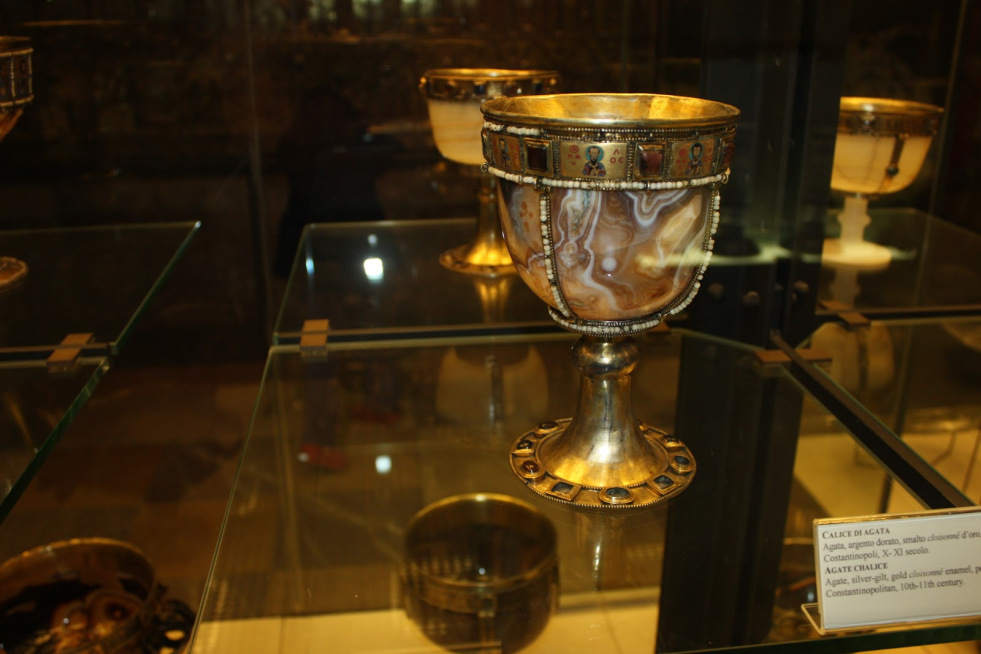 CALICE DI AGATA
Agata, argento dorato, smalto cloisonné d'oro,
Costantinopoli, X- XI secolo.
AGATE CHALICE
Agate, silver-gilt, gold cloisonné enamel,
Constantinopolitan, 10th-11th century.